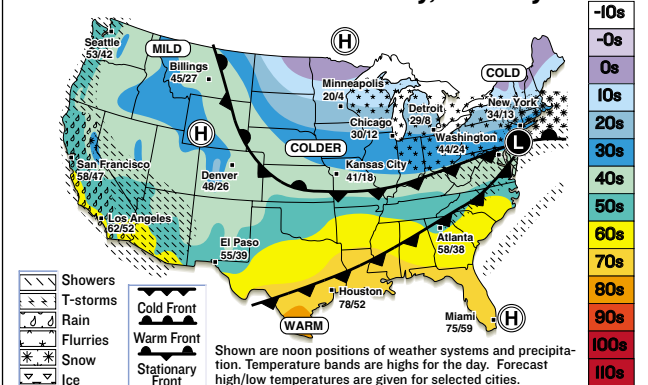 -10s
-0s
0s
10s
20s
30s
40s
50s
60s
70s
80s
90s
100s
110s
Seattle
53/42
MILD
Billings
45/27
H
Minneapolis
20/4
COLD
Detroit
29/8
New York
34/13
Chicago
30/12
Washington
44/24
L
H
COLDER
San Francisco
58/47
Denver
48/26
Kansas City
41/18
Los Angeles
62/52
El Paso
55/39
Atlanta
58/38
Houston
78/52
Miami
75/59
H
WARM
Showers
T-storms
Rain
Flurries
Snow
Ice
Cold Front
Warm Front
Stationary
Front
Shown are noon positions of weather systems and precipita-
tion. Temperature bands are highs for the day. Forecast
high/low temperatures are given for selected cities.